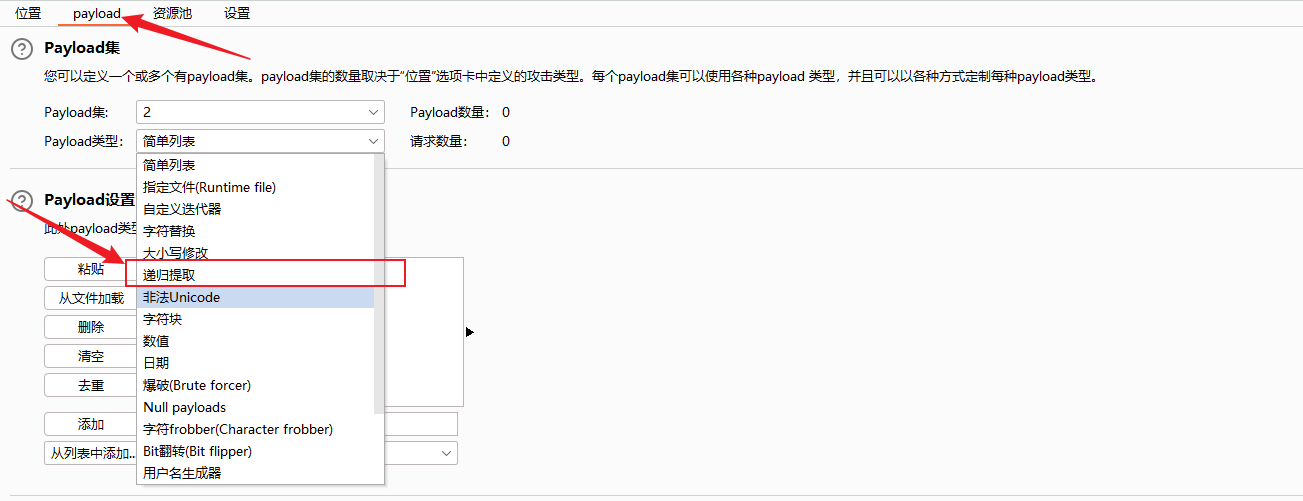 位置 payload 资源池 设置
Payload集
您可以定义一个或多个有payload集。payload集的数量取决于“位置”选项卡中定义的攻击类型。每个payload集可以使用各种payload 类型，并且可以以各种方式定制每种payload类型。
Payload集: 2 Payload数量: 0
Payload类型: 简单列表 请求数量: 0
简单列表
指定文件(Runtime file)
Payload设置
自定义迭代器
此处payload类型
字符替换
大小写修改
粘贴
递归提取
从文件加载
非法Unicode
字符块
删除
数值
清空
日期
去重
爆破(Brute forcer)
Null payloads
添加
字符frobber(Character frobber)
从列表中添加..
Bit翻转(Bit flipper)
用户名生成器